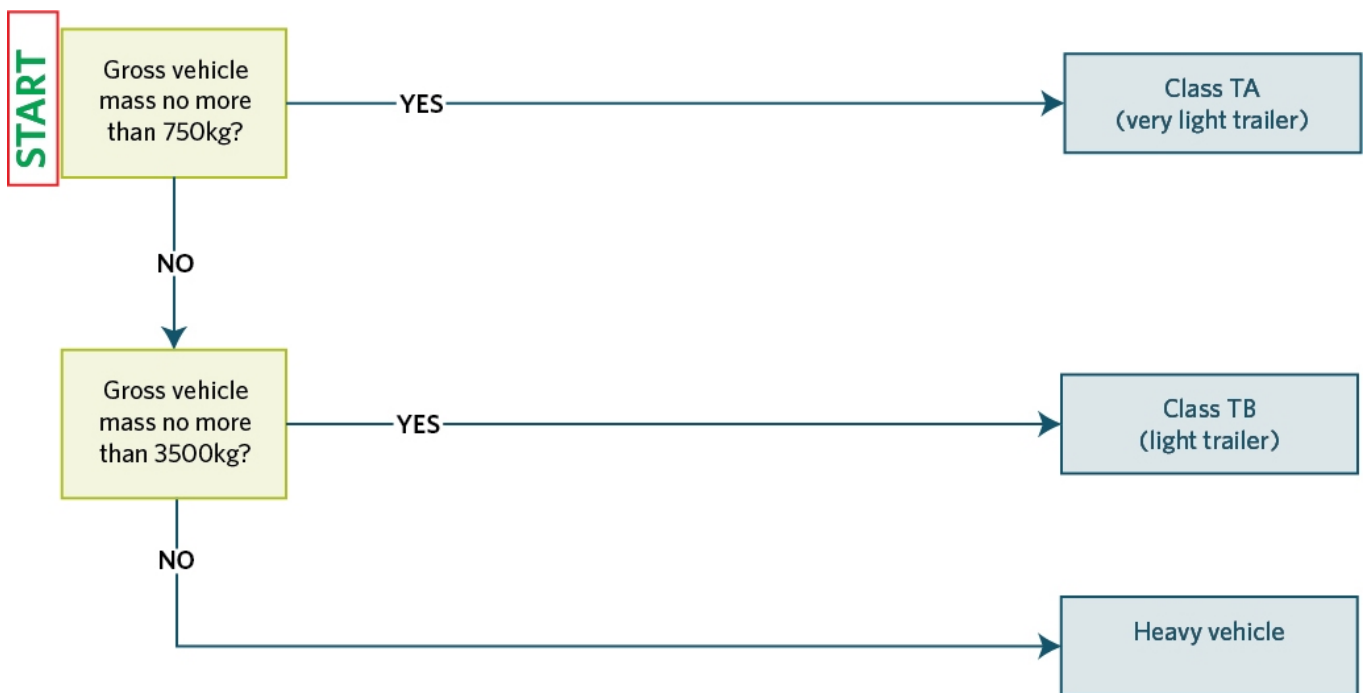 START
Gross vehicle
mass no more
than 750kg?
YES
Class TA
(very light trailer)
NO
Gross vehicle
mass no more
than 3500kg?
YES
Class TB
(light trailer)
NO
Heavy vehicle